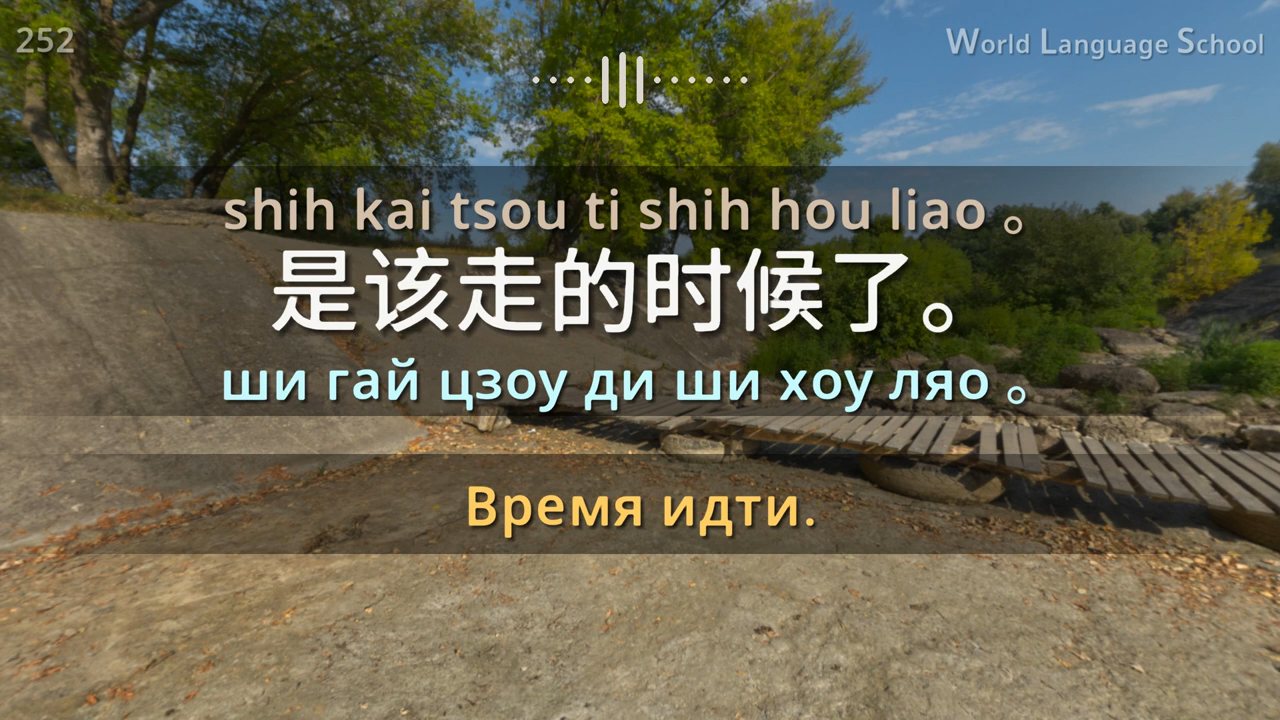 252
World Language School
shih kai tsou ti shih hou liao 。
是该走的时候了。
ши гай цзоу ди ши хоу ляо 。
Время идти.